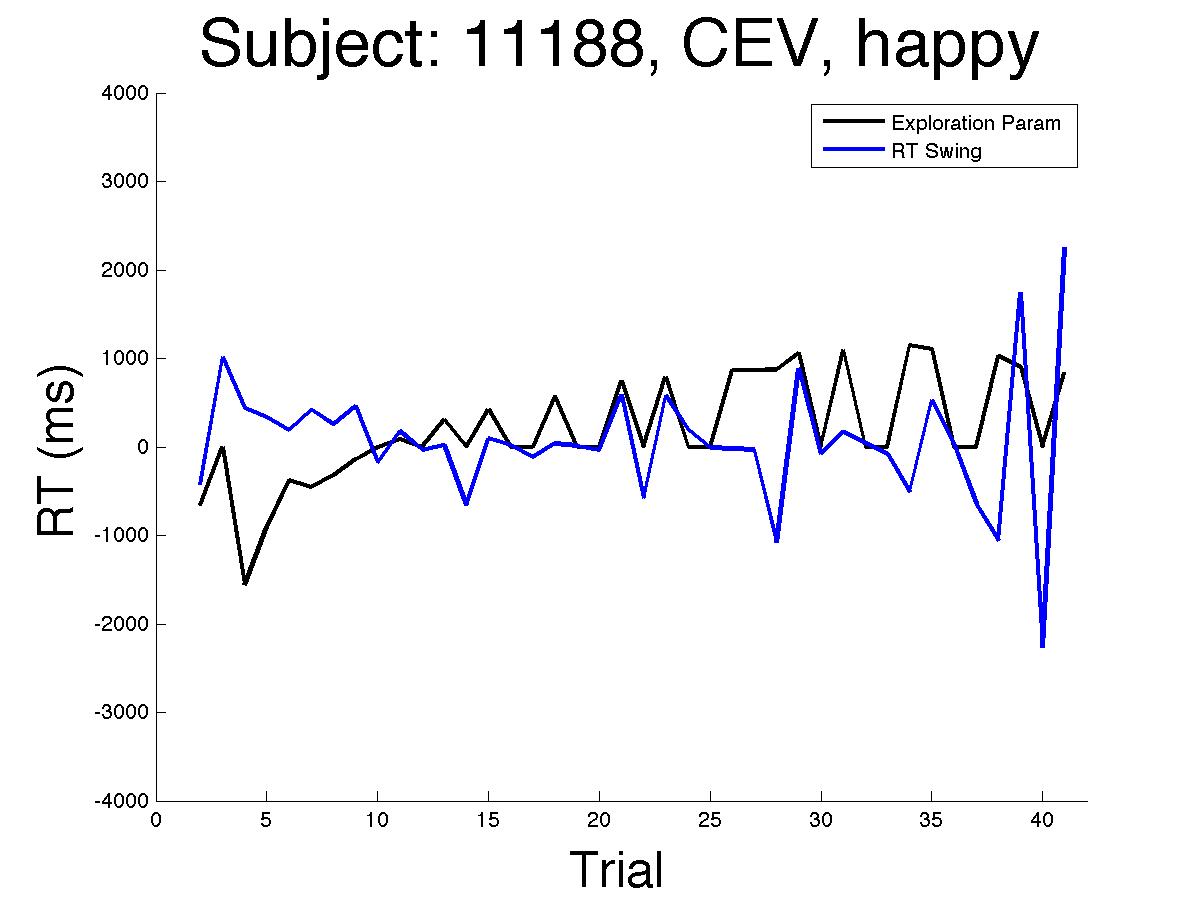 Subject: 11188, CEV, happy
Exploration Param
RT Swing
RT (ms)
4000
3000
2000
1000
0
-1000
-2000
-3000
-4000
0 5 10 15 20 25 30 35 40
Trial